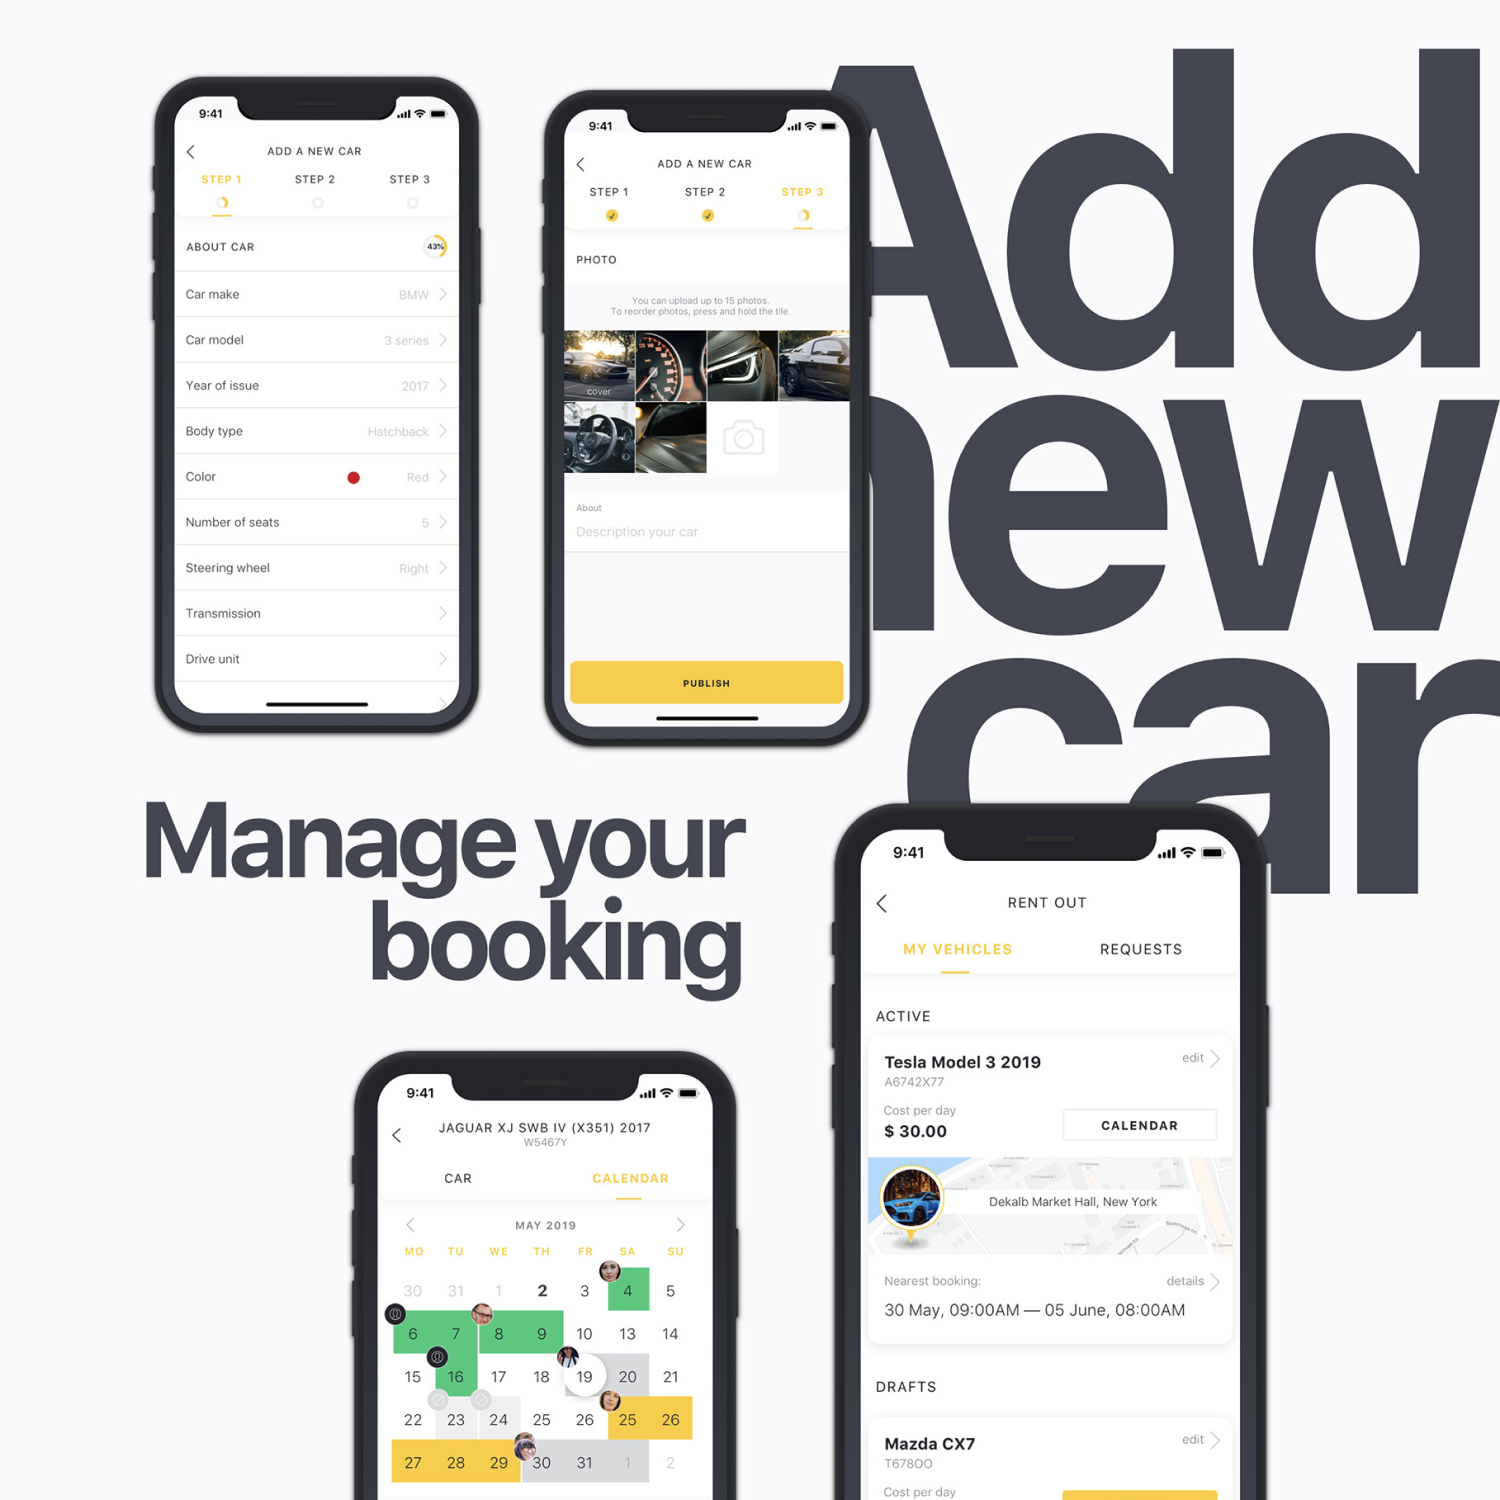 Add
new
car
9:41
ADD A NEW CAR
STEP 1 STEP 2 STEP 3
ABOUT CAR 43%
Car make BMW
Car model 3 series
Year of issue 2017
Body type Hatchback
Color Red
Number of seats 5
Steering wheel Right
Transmission
Drive unit
9:41
ADD A NEW CAR
STEP 1 STEP 2 STEP 3
PHOTO
You can upload up to 15 photos.
To reorder photos, press and hold the tile.
cover
About
Description your car
PUBLISH
Manage your
booking
9:41
JAGUAR XJ SWB IV (X351) 2017
W5467Y
CAR CALENDAR
MAY 2019
MO TU WE TH FR SA SU
30 31 1 2 3 4 5
6 7 8 9 10 13 14
15 16 17 18 19 20 21
22 23 24 25 26 25 26
27 28 29 30 31 1 2
9:41
RENT OUT
MY VEHICLES REQUESTS
ACTIVE
Tesla Model 3 2019 edit
A6742X77
Cost per day
$ 30.00 CALENDAR
Dekalb Market Hall, New York
Nearest booking: details
30 May, 09:00AM — 05 June, 08:00AM
DRAFTS
Mazda CX7 edit
T678OO
Cost per day